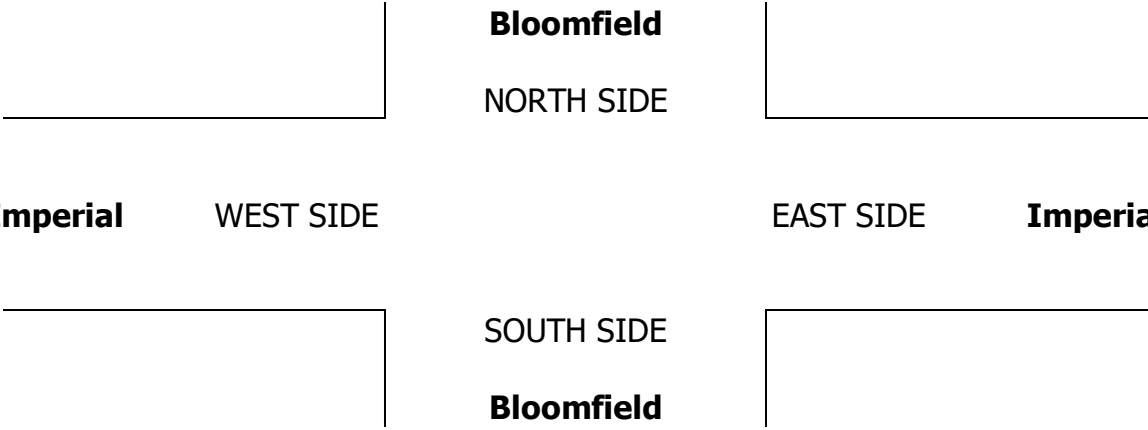 Bloomfield
NORTH SIDE
Imperial WEST SIDE EAST SIDE Imperia
SOUTH SIDE
Bloomfield